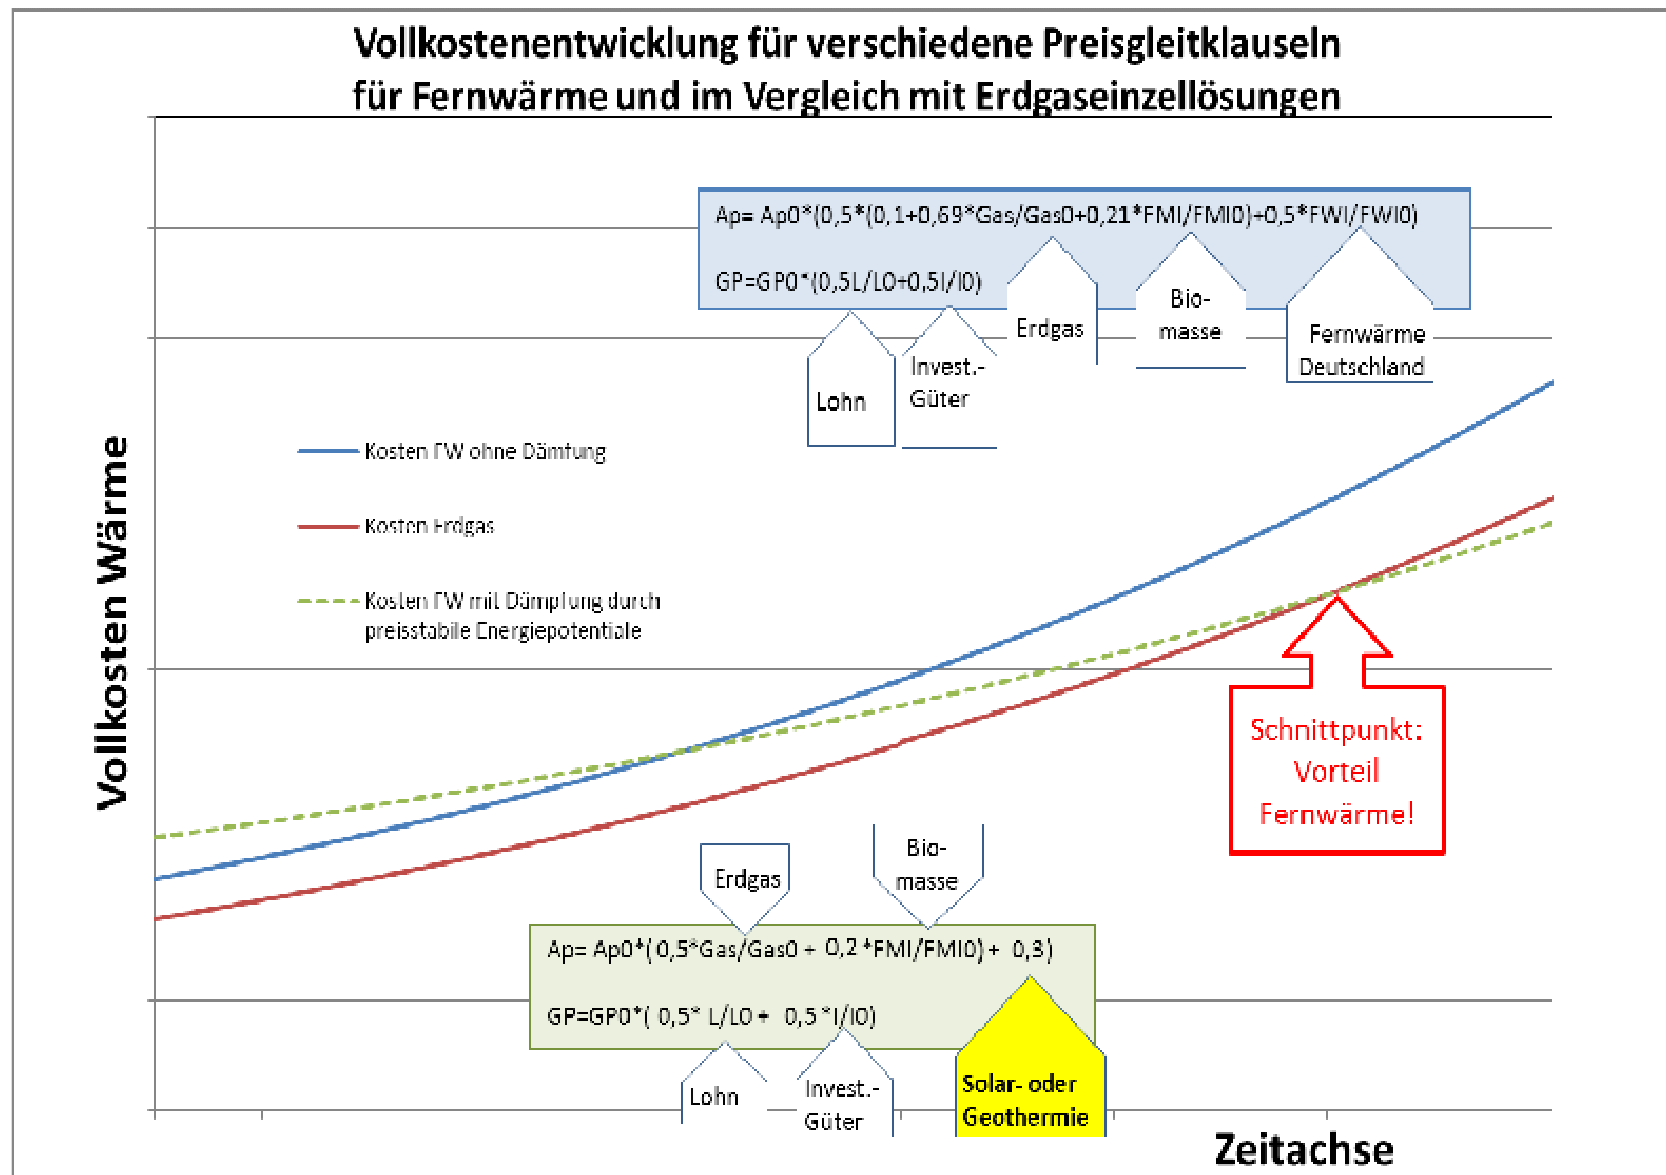 Vollkostenentwicklung für verschiedene Preisgleitklauseln
für Fernwärme und im Vergleich mit Erdgaseinzellösungen
Ap= Ap0*(0,5*(0,1+0,69*Gas/Gas0+0,21*FMI/FMI0)+0,5*FWI/FWI0)
GP=GP0*(0,5L/L0+0,5I/I0)
Lohn
Invest.-
Güter
Erdgas
Bio-
masse
Fernwärme
Deutschland
Kosten FW ohne Dämfung
Kosten Erdgas
Kosten FW mit Dämpfung durch
preisstabile Energiepotentiale
Vollkosten Wärme
Schnittpunkt:
Vorteil
Fernwärme!
Erdgas
Bio-
masse
Ap= Ap0*(0,5*Gas/Gas0 + 0,2*FMI/FMI0) + 0,3)
GP=GP0*( 0,5* L/L0 + 0,5*I/I0)
Lohn
Invest.-
Güter
Solar- oder
Geothermie
Zeitachse